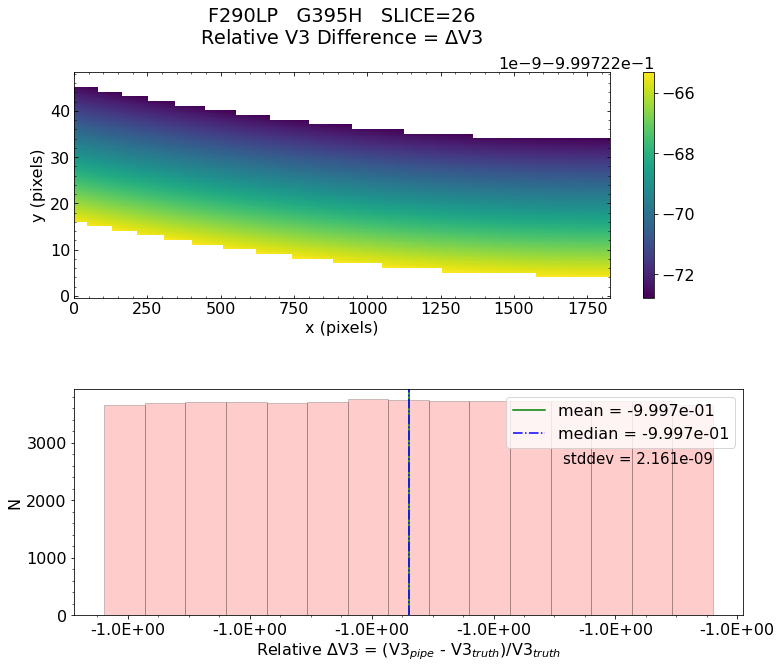 F290LP   G395H   SLICE=26
Relative V3 Difference = ΔV3
1e−9−9.99722e−1
40
30
20
10
0
y (pixels)
0 250 500 750 1000 1250 1500 1750
x (pixels)
−66
−68
−70
−72
3000
2000
1000
0
N
mean = -9.997e-01
median = -9.997e-01
stddev = 2.161e-09
-1.0E+00 -1.0E+00 -1.0E+00 -1.0E+00 -1.0E+00 -1.0E+00
Relative ΔV3 = (V3pipe - V3truth)/V3truth